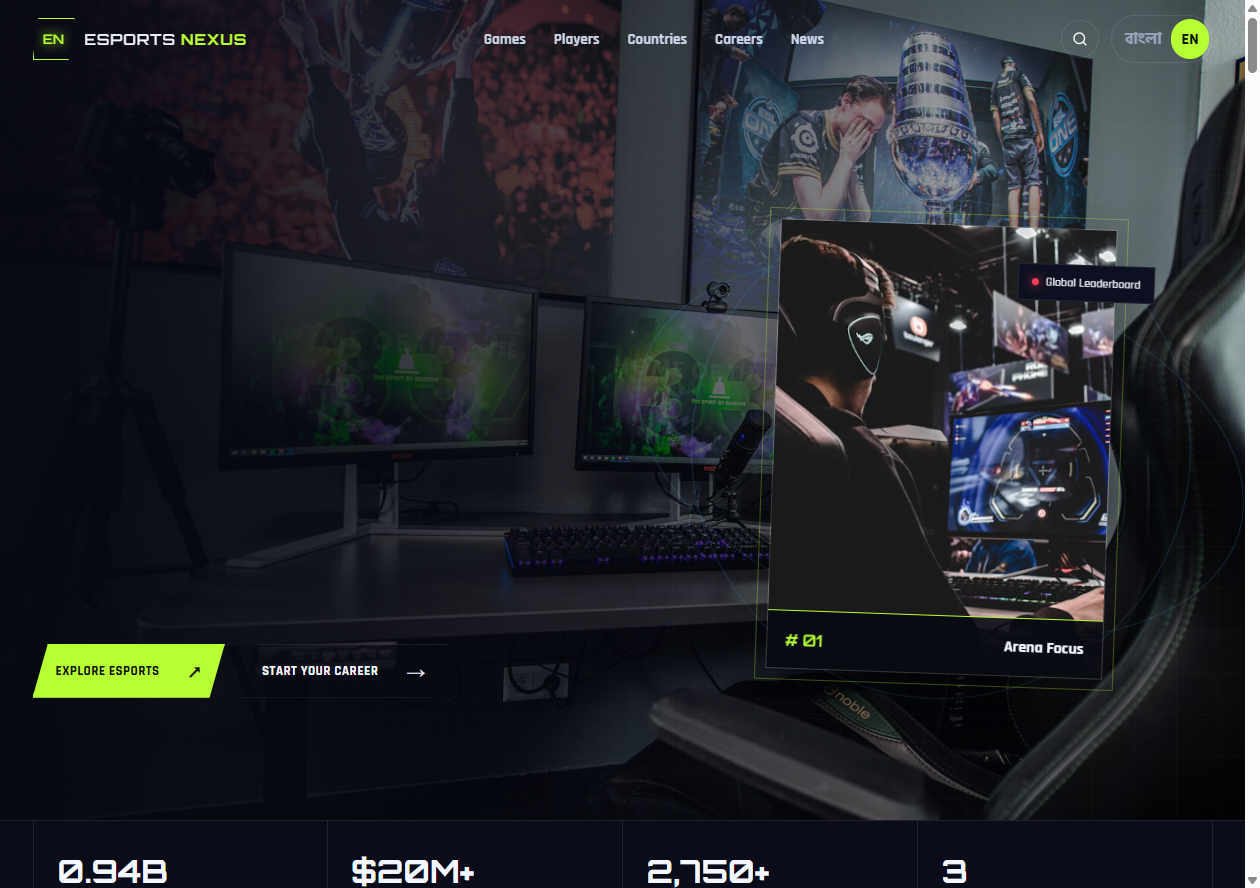 EN ESPORTS NEXUS Games Players Countries Careers News বাংলা EN
Global Leaderboard
# 01 Arena Focus
EXPLORE ESPORTS ↗ START YOUR CAREER →
noble
0.94B $20M+ 2,750+ 3